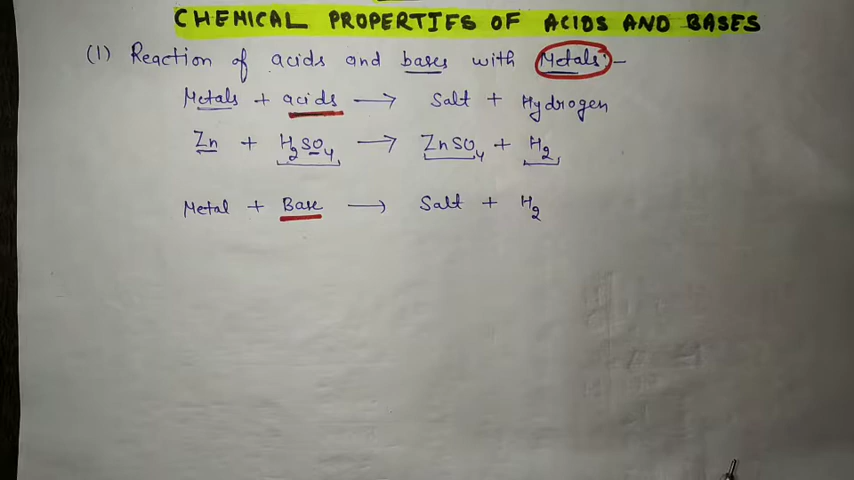 CHEMICAL PROPERTIES OF ACIDS AND BASES
(1) Reaction of acids and bases with Metals:-
Metals + acids → Salt + Hydrogen
Zn + H₂SO₄ → ZnSO₄ + H₂
Metal + Base → Salt + H₂